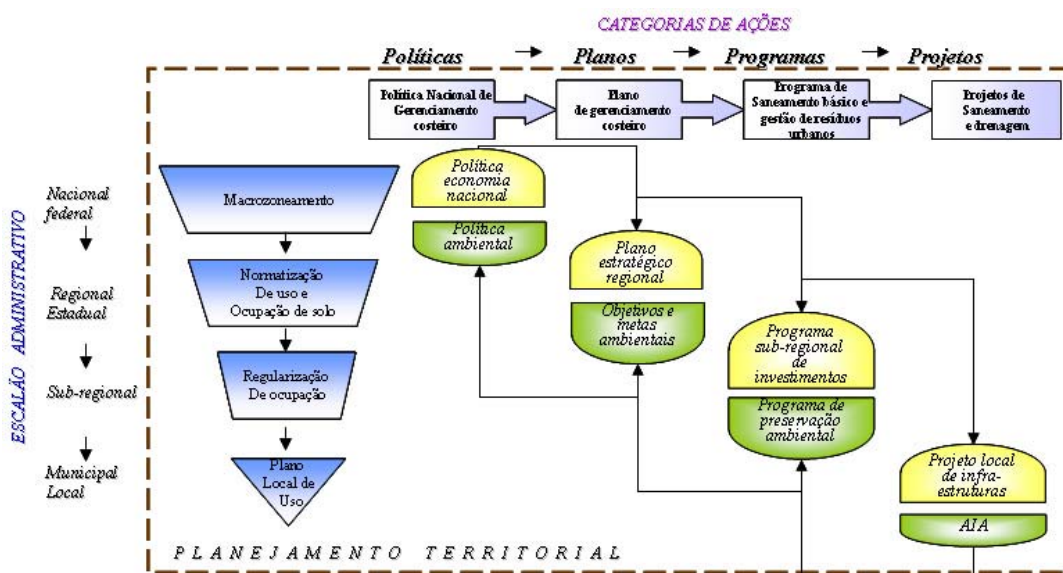 CATEGORIAS DE AÇÕES
Políticas
Planos
Programas
Projetos
Política Nacional de
Gerenciamento
costeiro
Plano
de gerenciamento
costeiro
Programa de
Saneamento básico e
gestão de resíduos
urbanos
Projetos de
Saneamento
e drenagem
ESCALÃO ADMINISTRATIVO
Nacional
federal
Regional
Estadual
Sub-regional
Municipal
Local
Macrozoneamento
Normatização
De uso e
Ocupação de solo
Regularização
De ocupação
Plano
Local de
Uso
Política
economia
nacional
Política
ambiental
Plano
estratégico
regional
Objetivos e
metas
ambientais
Programa
sub-regional
de
investimentos
Programa de
preservação
ambiental
Projeto local
de infra-
estruturas
AIA
PLANEJAMENTO TERRITORIAL